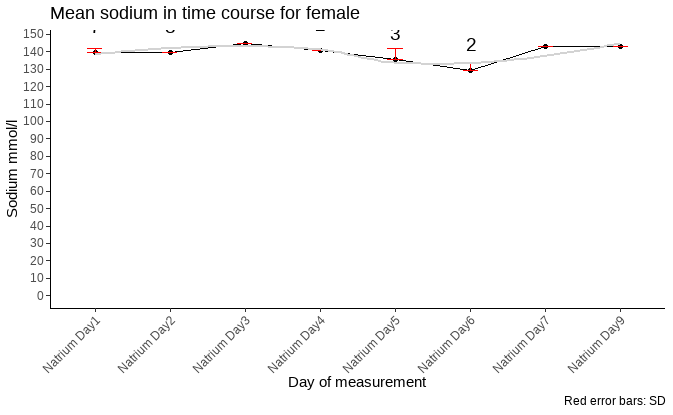 Mean sodium in time course for female
150
140
130
120
110
100
90
80
70
60
50
40
30
20
10
0
Sodium mmol/l
3
2
Natrium Day1
Natrium Day2
Natrium Day3
Natrium Day4
Natrium Day5
Natrium Day6
Natrium Day7
Natrium Day9
Day of measurement
Red error bars: SD